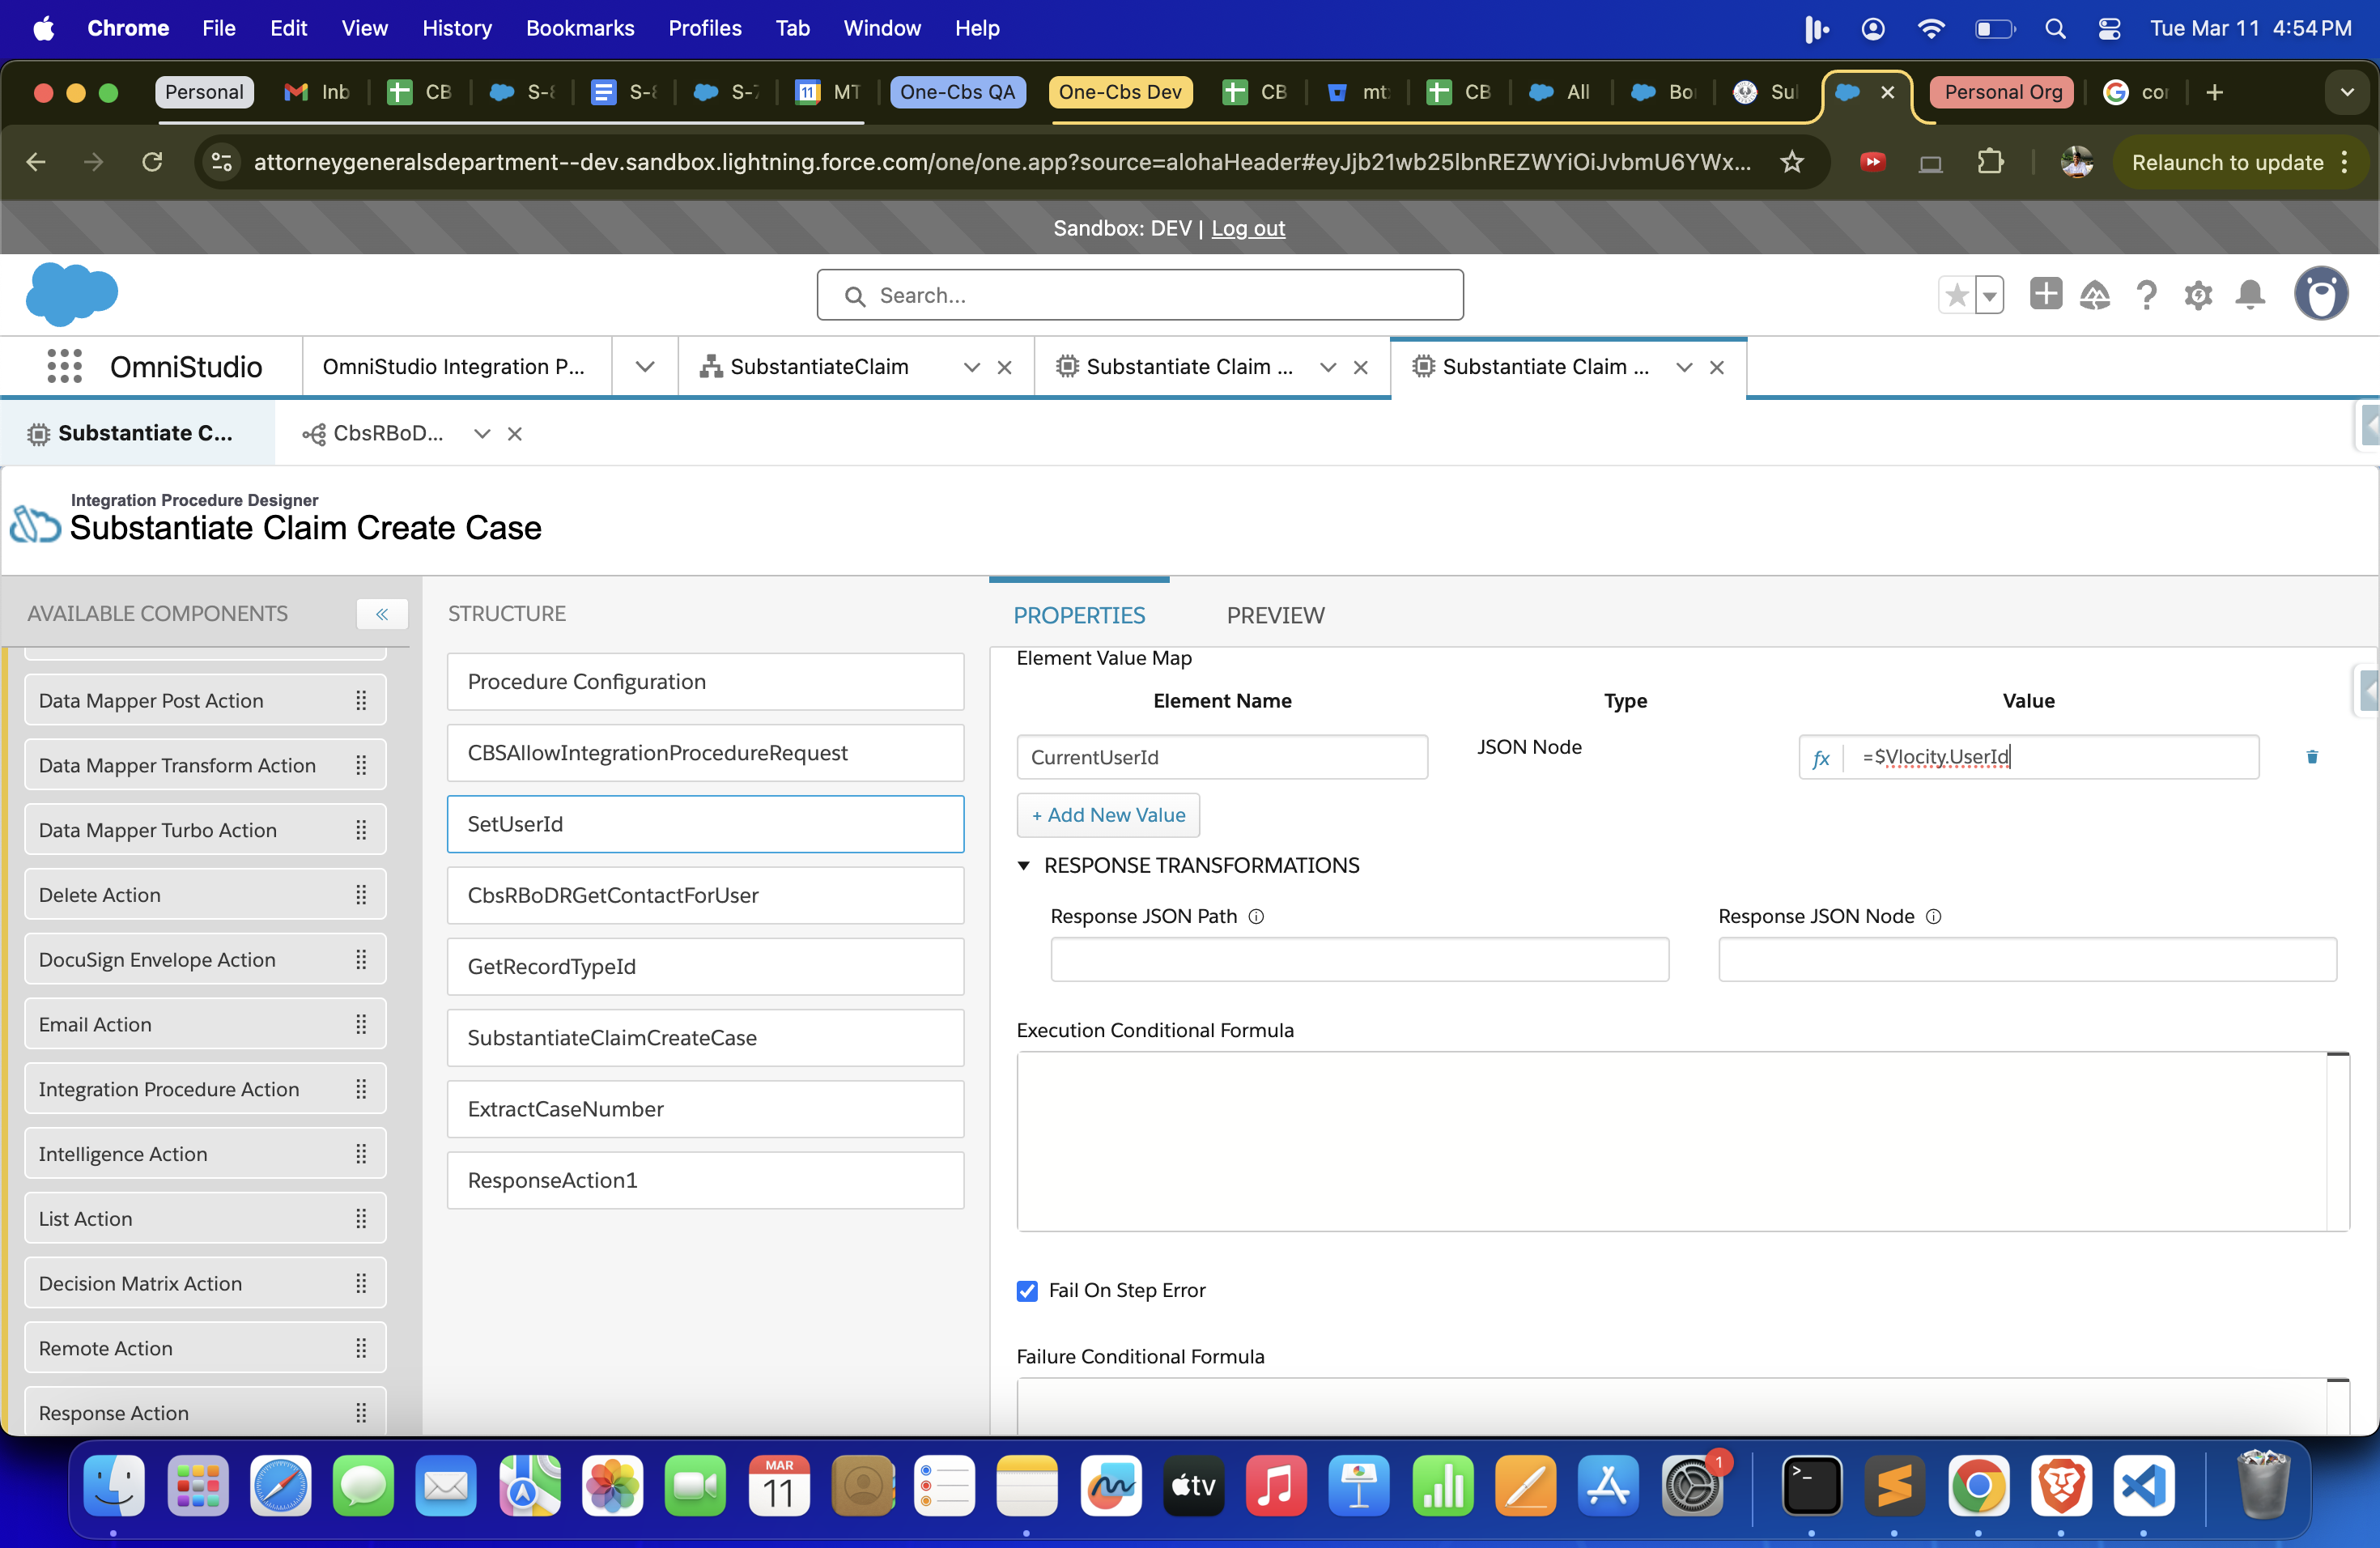 Chrome File Edit View History Bookmarks Profiles Tab Window Help Tue Mar 11 4:54 PM
Personal Inb CB S-8 S-8 S-7 11 MT One-Cbs QA One-Cbs Dev CB mt CB All Bo Su Personal Org co
attorneygeneralsdepartment--dev.sandbox.lightning.force.com/one/one.app?source=alohaHeader#eyJjb21wb25lbnREZWYiOiJvbmU6YWx... Relaunch to update
Sandbox: DEV | Log out
Search...
OmniStudio OmniStudio Integration P... SubstantiateClaim Substantiate Claim ... Substantiate Claim ...
Substantiate C... CbsRBoD...
Integration Procedure Designer
Substantiate Claim Create Case
AVAILABLE COMPONENTS
Data Mapper Post Action
Data Mapper Transform Action
Data Mapper Turbo Action
Delete Action
DocuSign Envelope Action
Email Action
Integration Procedure Action
Intelligence Action
List Action
Decision Matrix Action
Remote Action
Response Action
STRUCTURE
Procedure Configuration
CBSAllowIntegrationProcedureRequest
SetUserId
CbsRBoDRGetContactForUser
GetRecordTypeId
SubstantiateClaimCreateCase
ExtractCaseNumber
ResponseAction1
PROPERTIES PREVIEW
Element Value Map
Element Name Type Value
CurrentUserId JSON Node fx =$Vlocity.UserId
+ Add New Value
RESPONSE TRANSFORMATIONS
Response JSON Path Response JSON Node
Execution Conditional Formula
Fail On Step Error
Failure Conditional Formula
MAR
11
tv
1